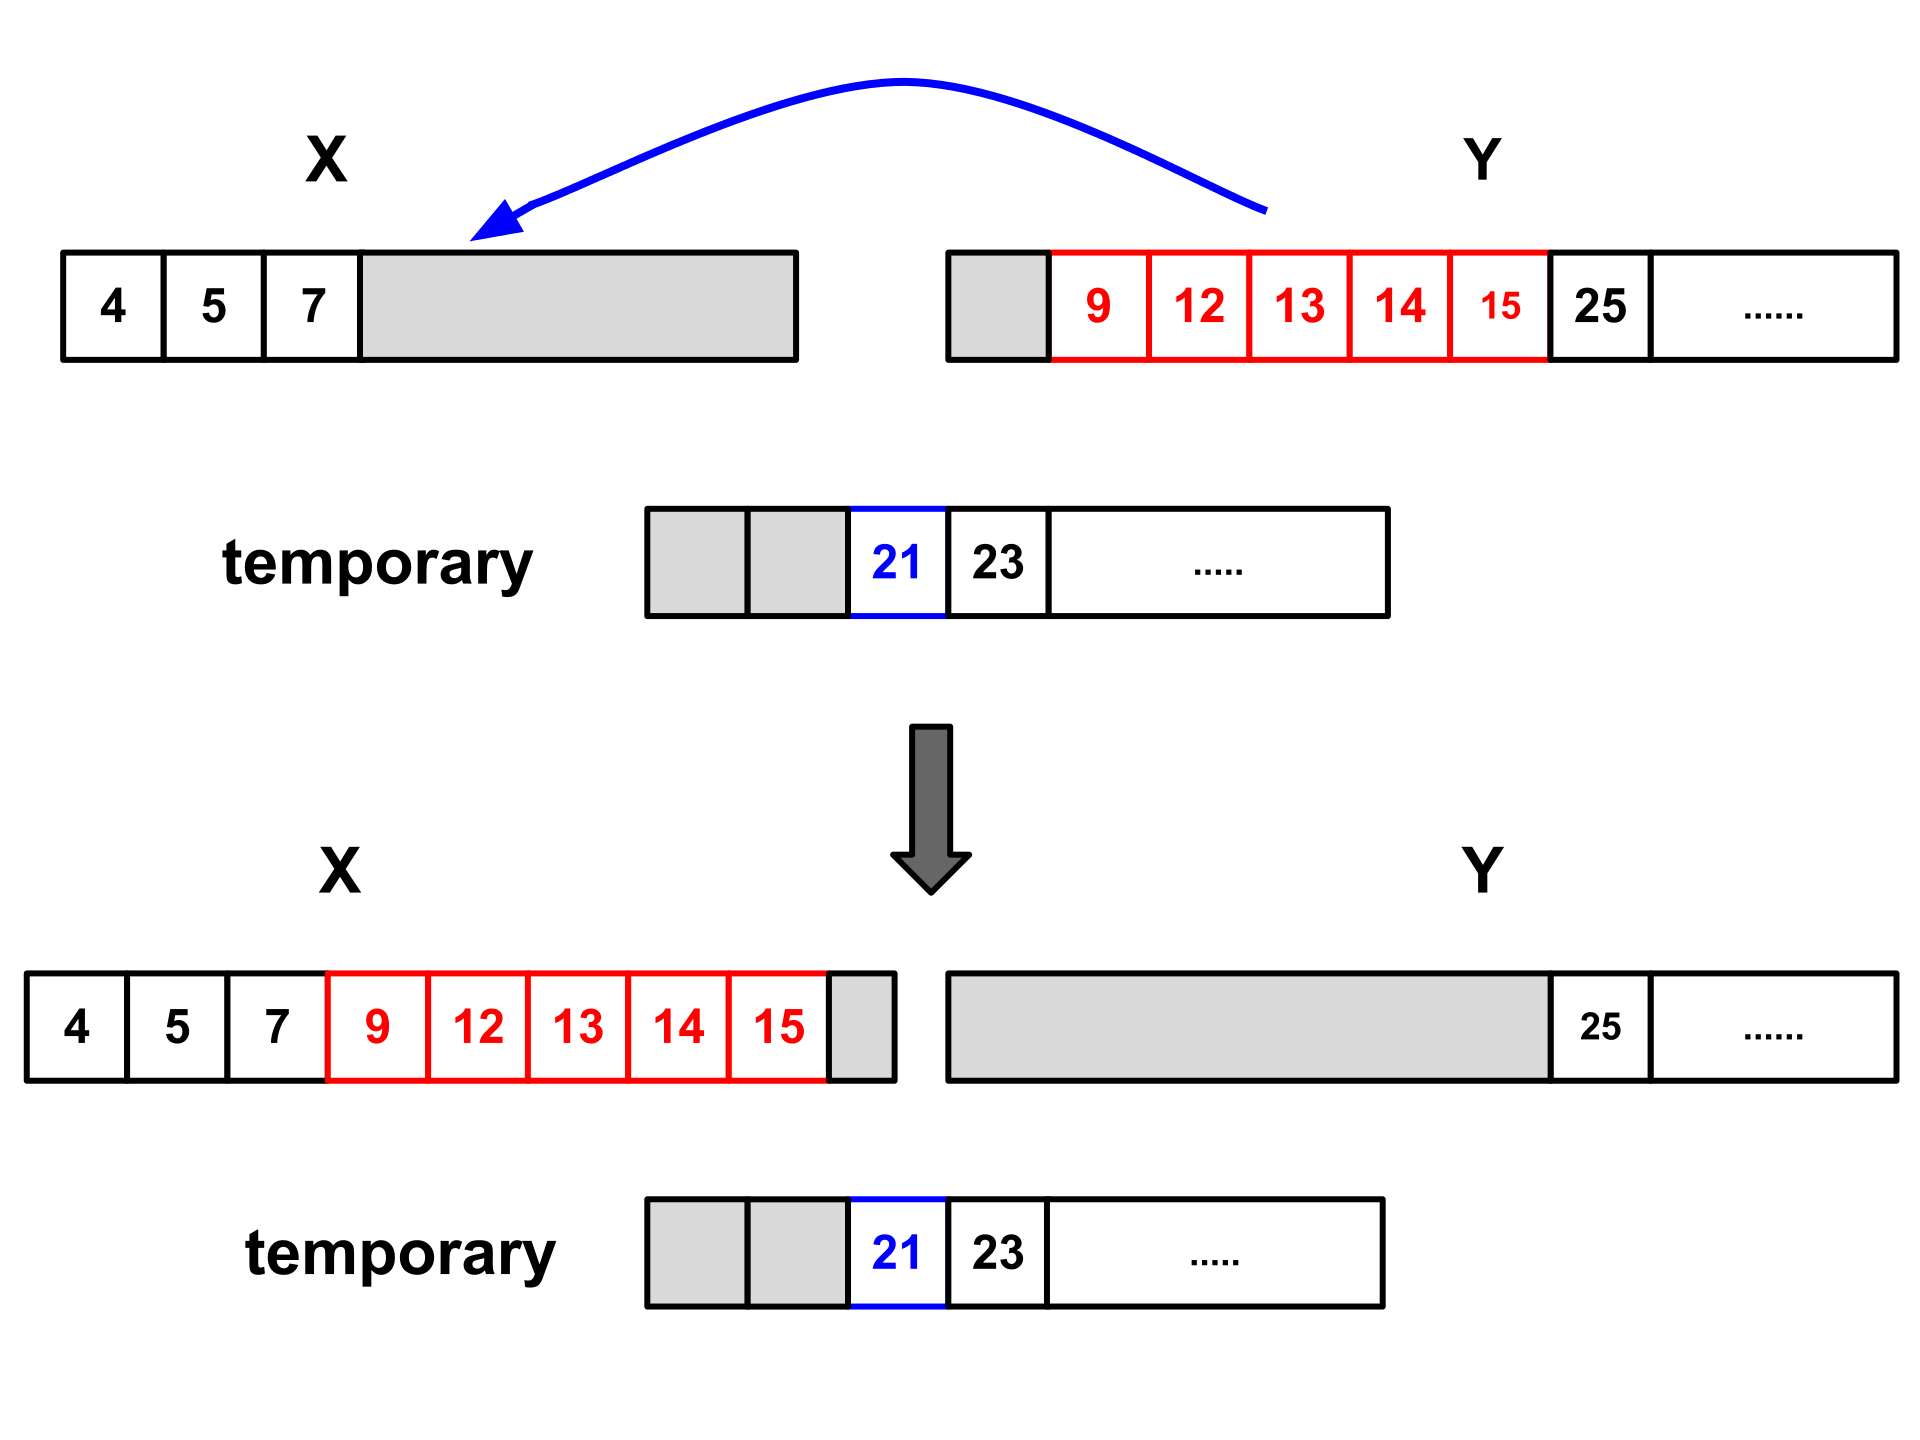 X Y
4 5 7 9 12 13 14 15 25 ......
temporary 21 23 .....
X Y
4 5 7 9 12 13 14 15 25 ......
temporary 21 23 .....